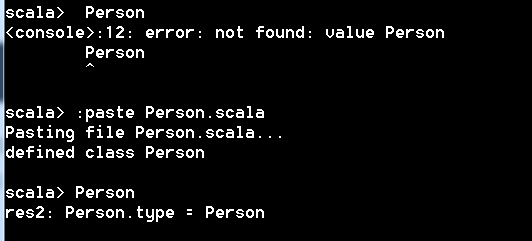 scala>  Person
<console>:12: error: not found: value Person
       Person
       ^
scala> :paste Person.scala
Pasting file Person.scala...
defined class Person
scala> Person
res2: Person.type = Person